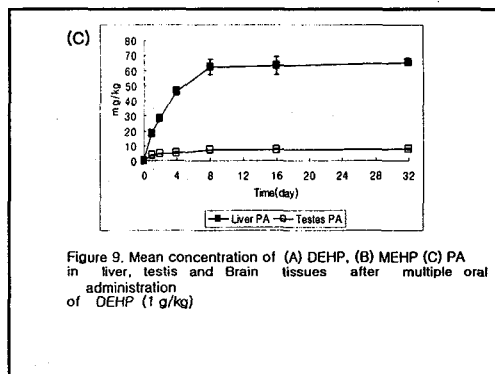 (C)
80
70
60
50
40
30
20
10
0
mg/kg
0 4 8 12 16 20 24 28 32
Time(day)
Liver PA Testes PA
Figure 9. Mean concentration of (A) DEHP, (B) MEHP (C) PA
in liver, testis and Brain tissues after multiple oral
administration
of DEHP (1 g/kg)